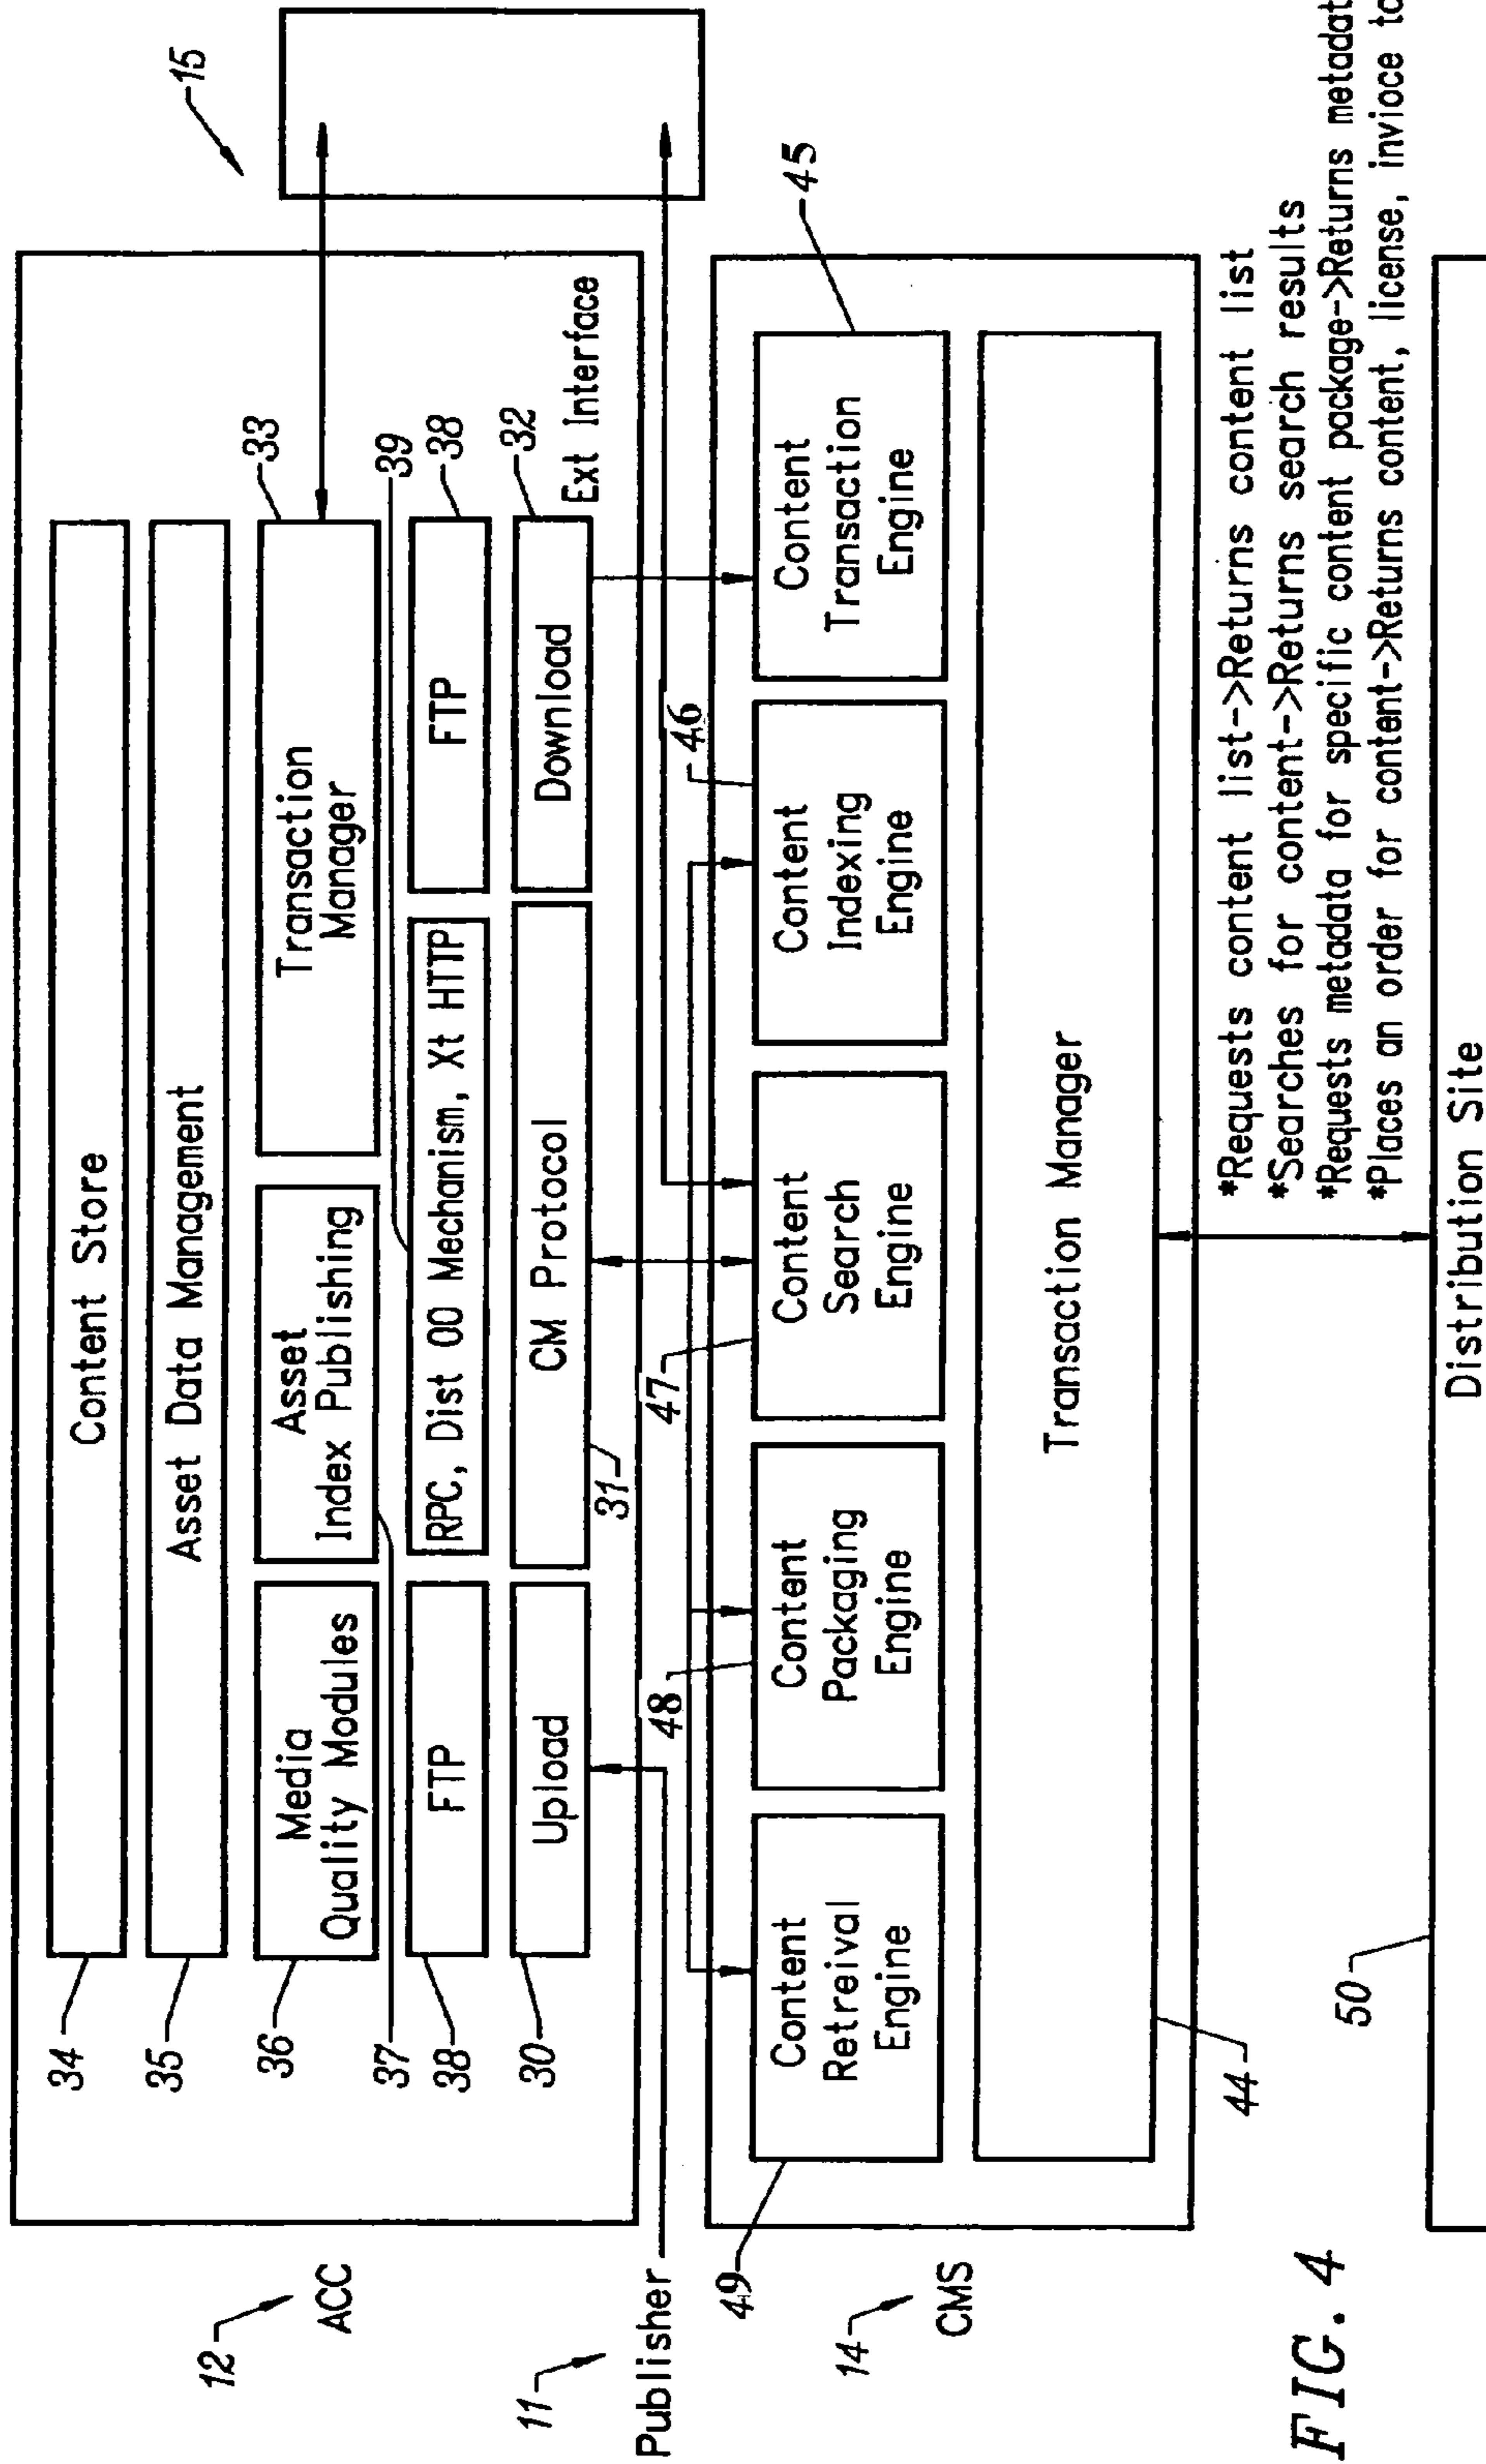 12
ACC
34
Content Store
35
Asset Data Management
36
Media
Quality Modules
37
Asset
Index Publishing
Transaction
Manager
33
15
38
FTP
RPC, Dist OO Mechanism, Xt HTTP
39
FTP
38
30
Upload
CM Protocol
31
Download
32
Ext Interface
11
Publisher
14
CMS
49
Content
Retreival
Engine
48
Content
Packaging
Engine
47
Content
Search
Engine
46
Content
Indexing
Engine
45
Content
Transaction
Engine
Transaction Manager
44
*Requests content list->Returns content list
*Searches for content->Returns search results
*Requests metadata for specific content package->Returns metadat
*Places an order for content->Returns content, license, invioce to
50
Distribution Site
FIG. 4